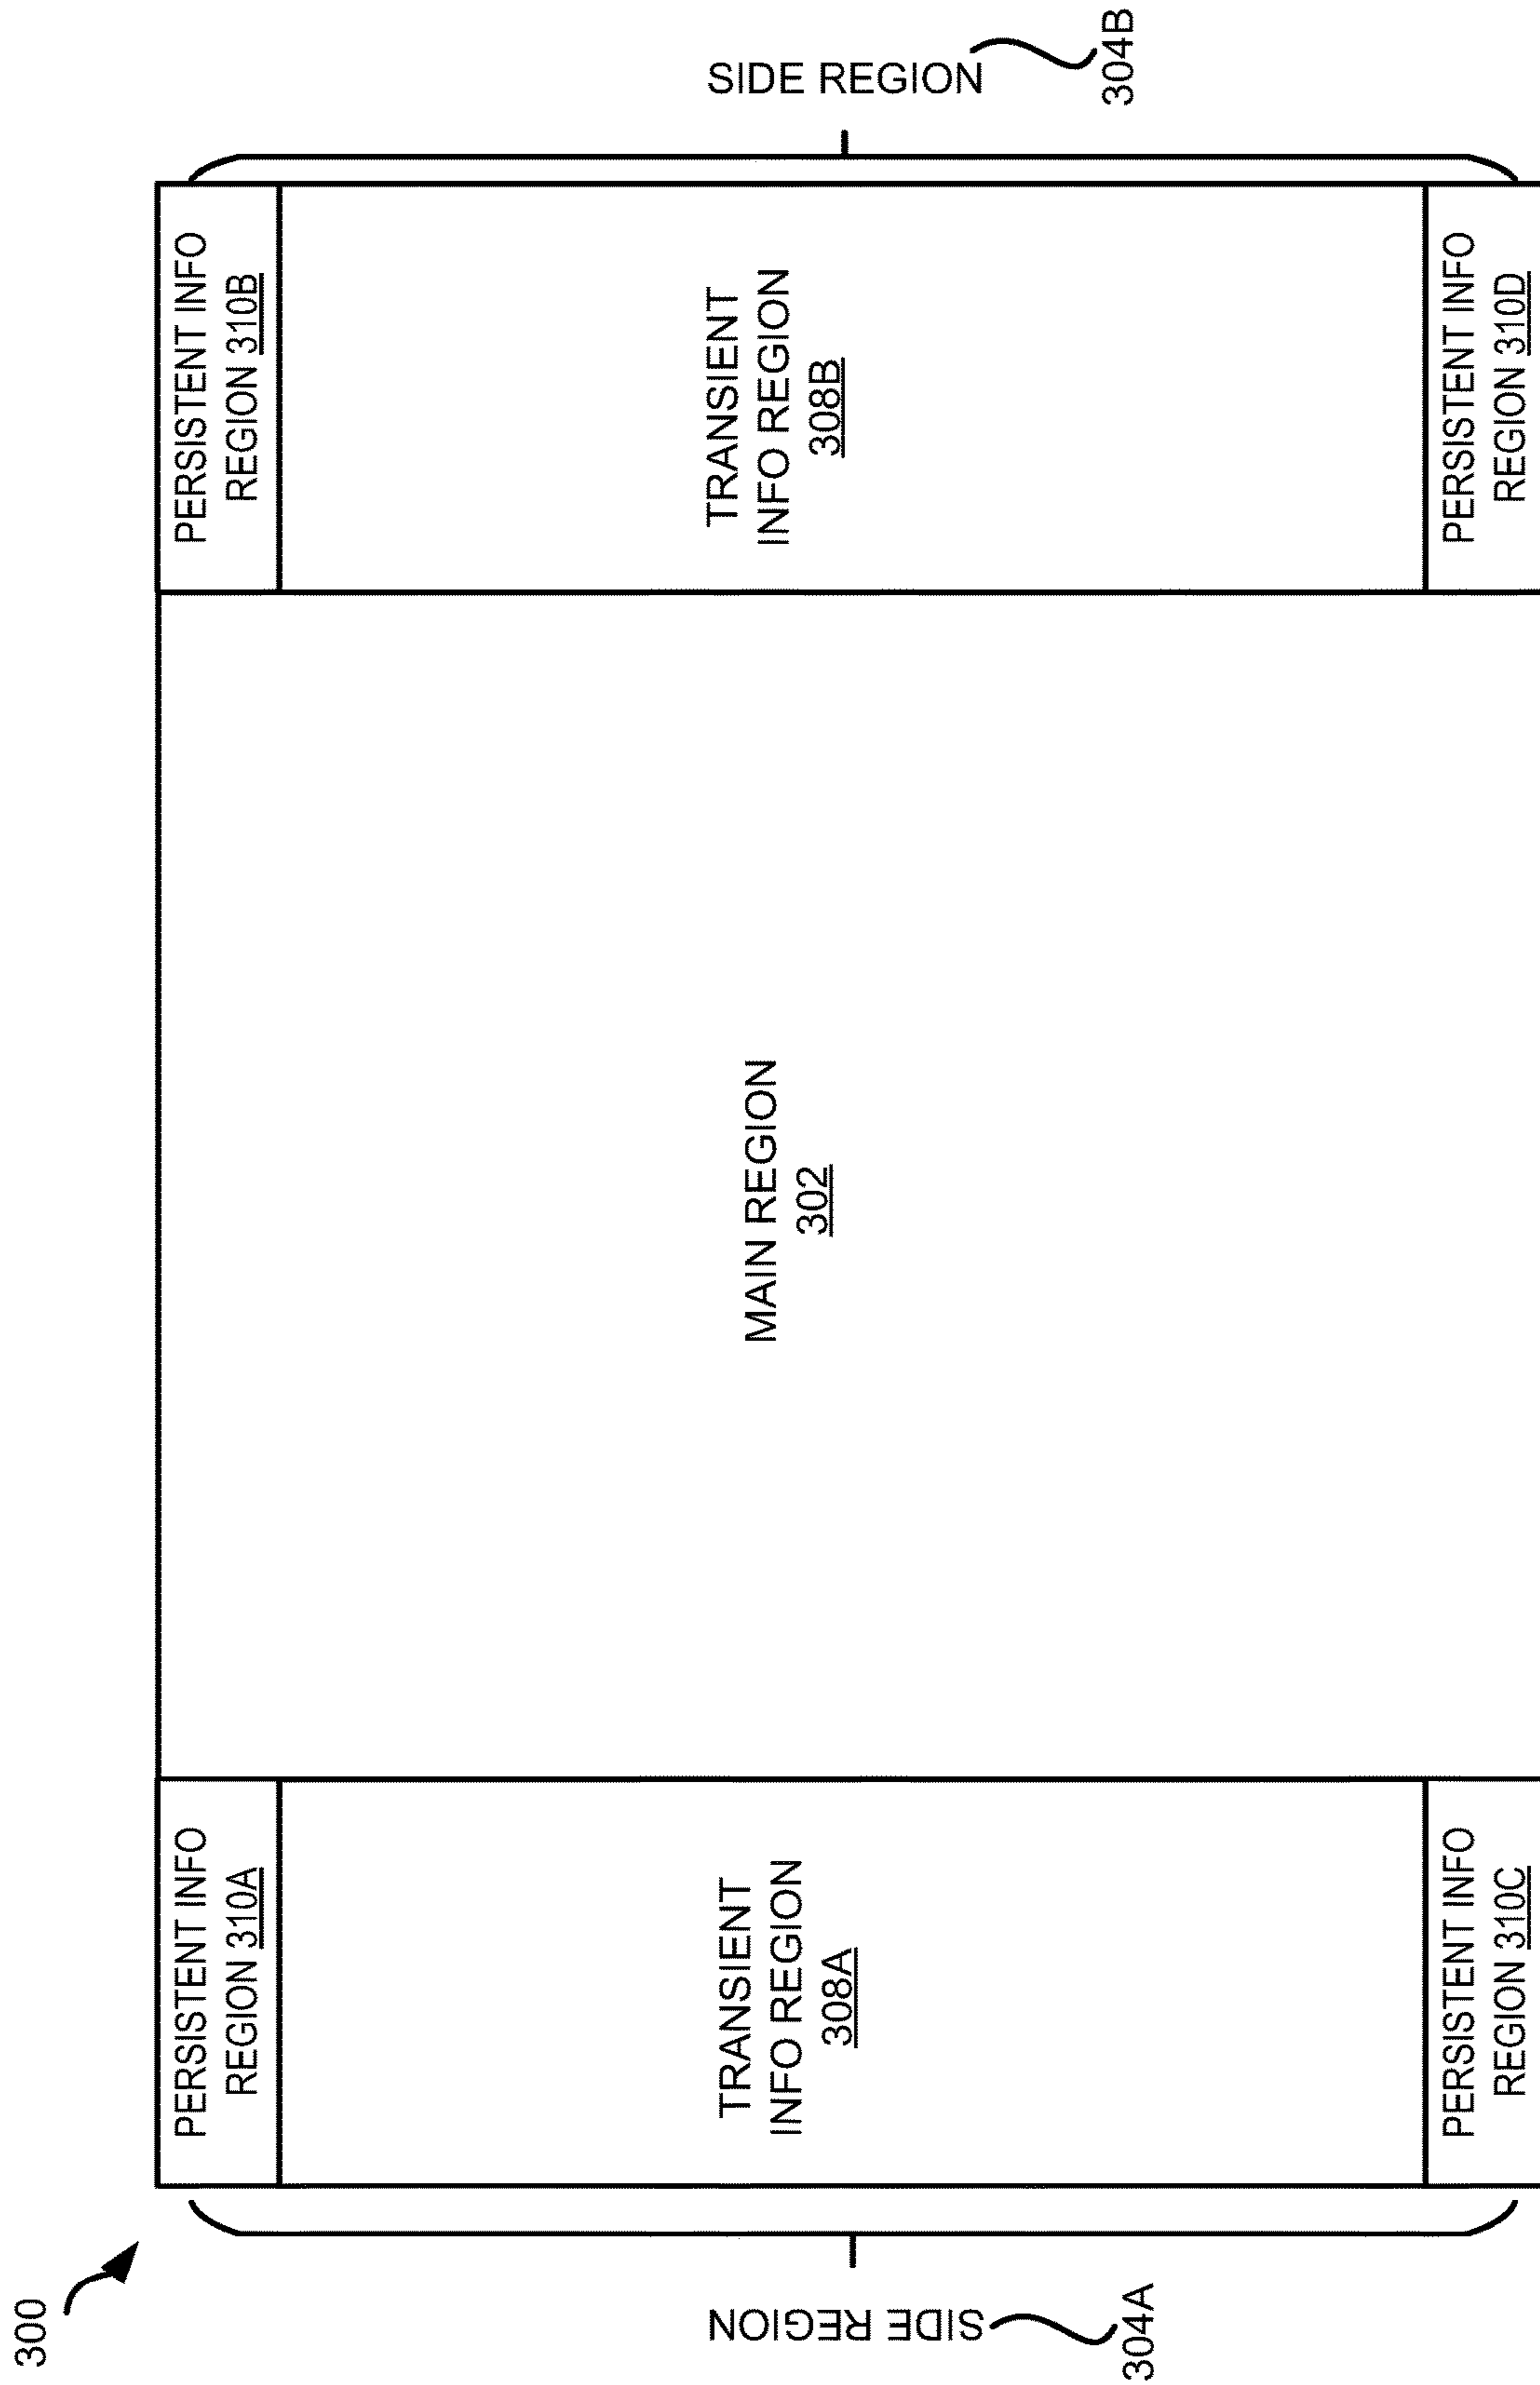 300
PERSISTENT INFO
REGION 310A
PERSISTENT INFO
REGION 310B
SIDE REGION
304A
TRANSIENT
INFO REGION
308A
MAIN REGION
302
TRANSIENT
INFO REGION
308B
SIDE REGION
304B
PERSISTENT INFO
REGION 310C
PERSISTENT INFO
REGION 310D